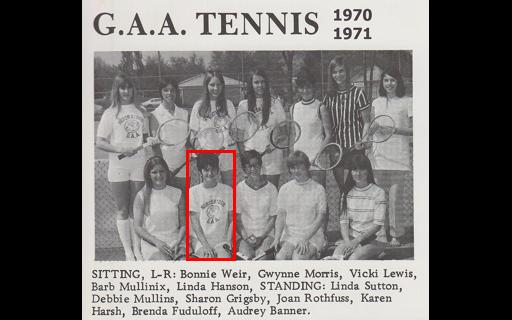 G.A.A. TENNIS 1970
1971
SITTING, L-R: Bonnie Weir, Gwynne Morris, Vicki Lewis,
Barb Mullinix, Linda Hanson, STANDING: Linda Sutton,
Debbie Mullins, Sharon Grigsby, Joan Rothfuss, Karen
Harsh, Brenda Fuduloff, Audrey Banner.